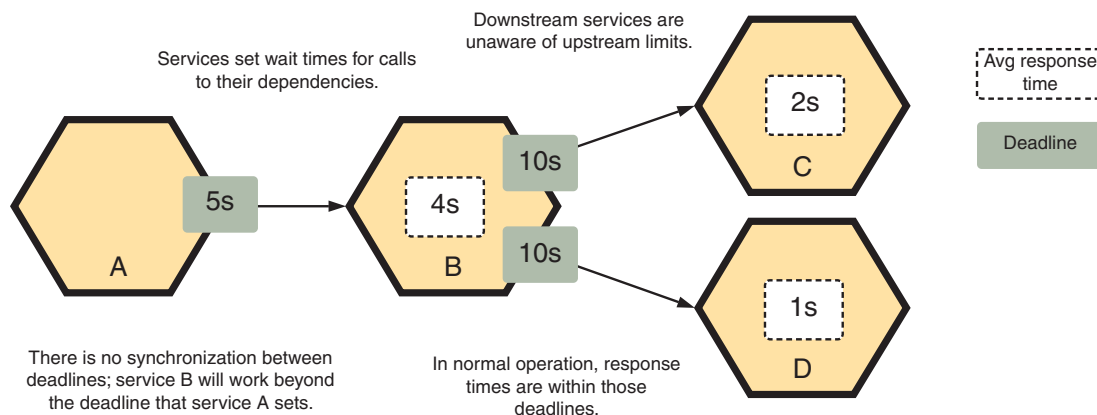 Downstream services are
unaware of upstream limits.
Services set wait times for calls
to their dependencies.
Avg response
time
2s
10s
C
Deadline
5s
4s
A
B
10s
1s
D
There is no synchronization between
deadlines; service B will work beyond
the deadline that service A sets.
In normal operation, response
times are within those
deadlines.